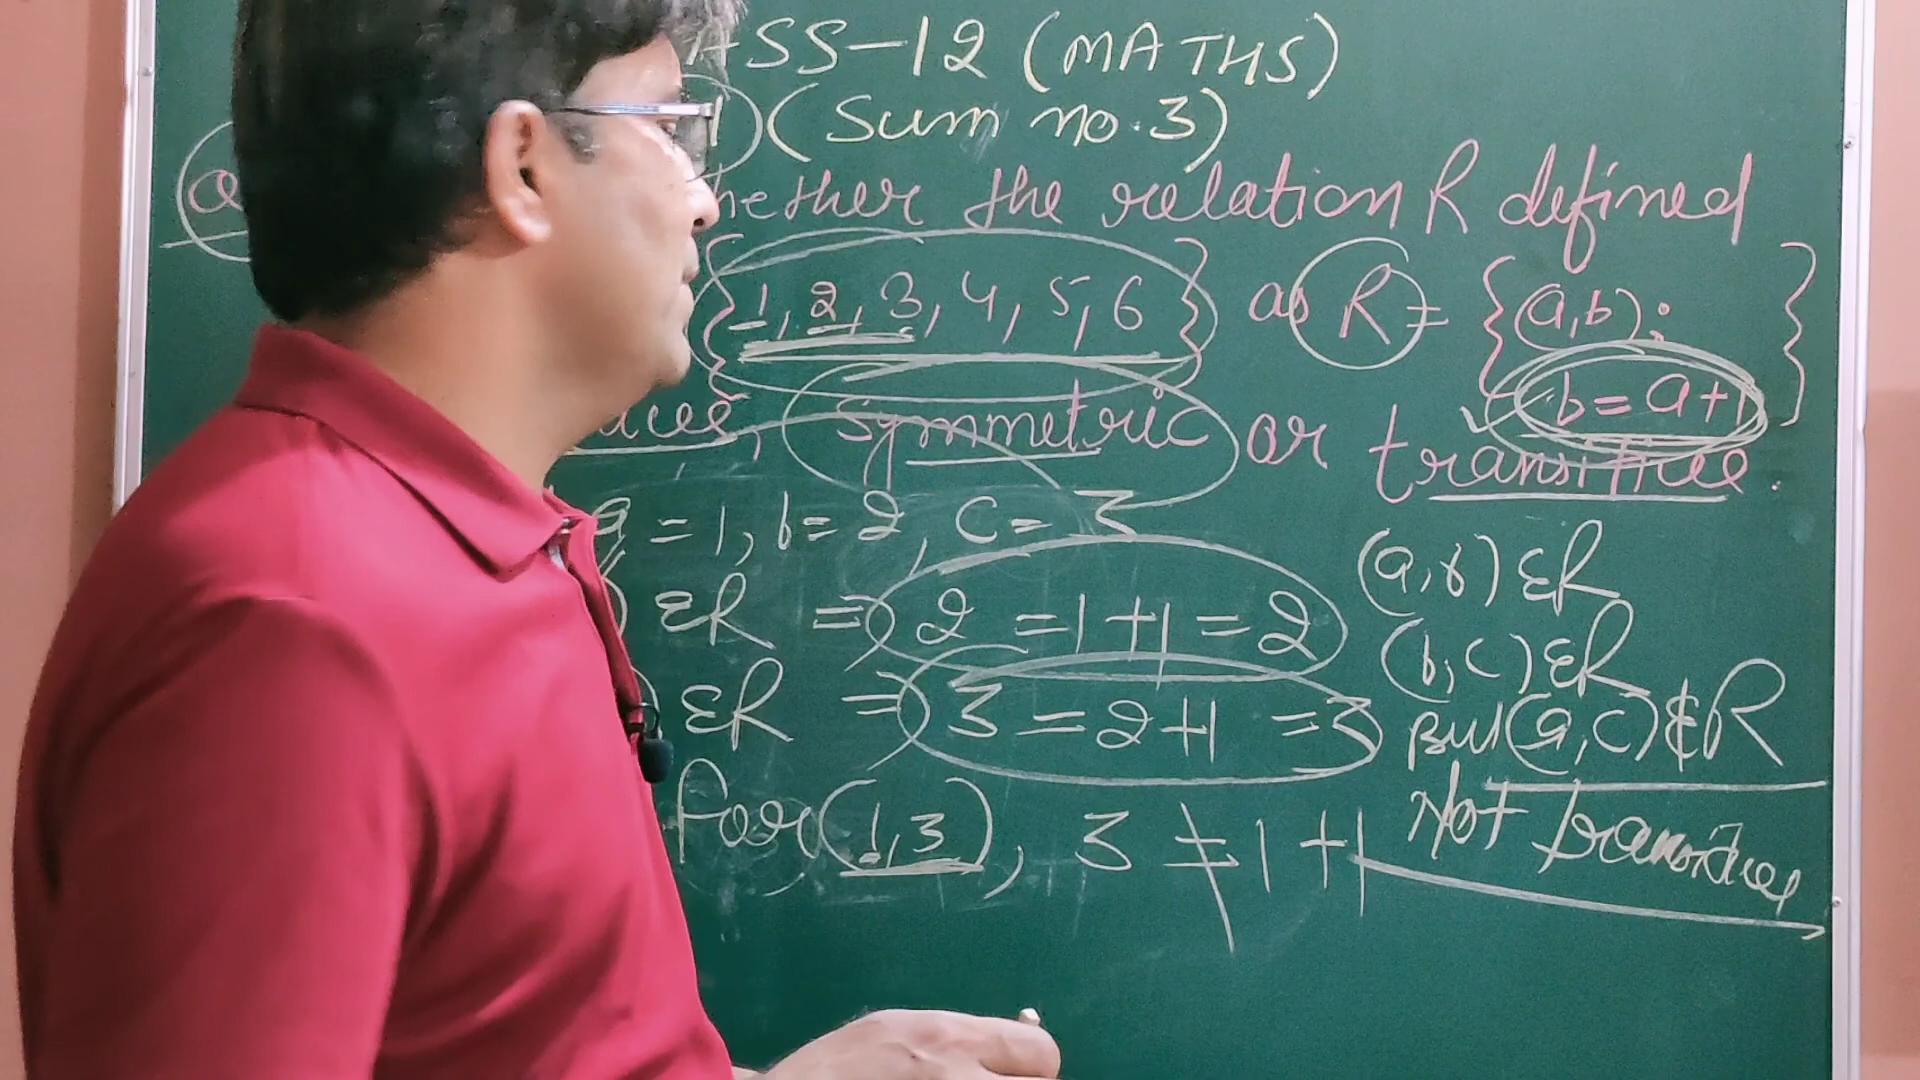 SS-12 (MATHS)
1) (Sum no. 3)
Q hether the relation R defined
{1, 2, 3, 4, 5, 6} as R = {(a,b):
b = a+1}
, symmetric or transitive.
a = 1, b = 2, c = 3
) ∈R ⇒ 2 = 1+1 = 2
) ∈R ⇒ 3 = 2+1 = 3
for (1,3), 3 ≠ 1+1
(a,b) ∈R
(b,c) ∈R
But (a,c) ∉ R
Not transitive